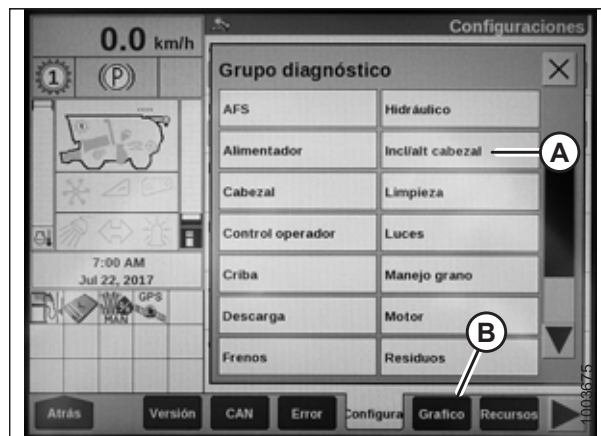 0.0 km/h
Configuraciones
1
(P)
Grupo diagnóstico
AFS
Hidráulico
Alimentador
Incl/alt cabezal
A
Cabezal
Limpieza
Control operador
Luces
7:00 AM
Jul 22, 2017
Criba
Manejo grano
GPS
MAN
Descarga
Motor
B
Frenos
Residuos
1003675
Atrás
Versión
CAN
Error
Configura
Grafico
Recursos